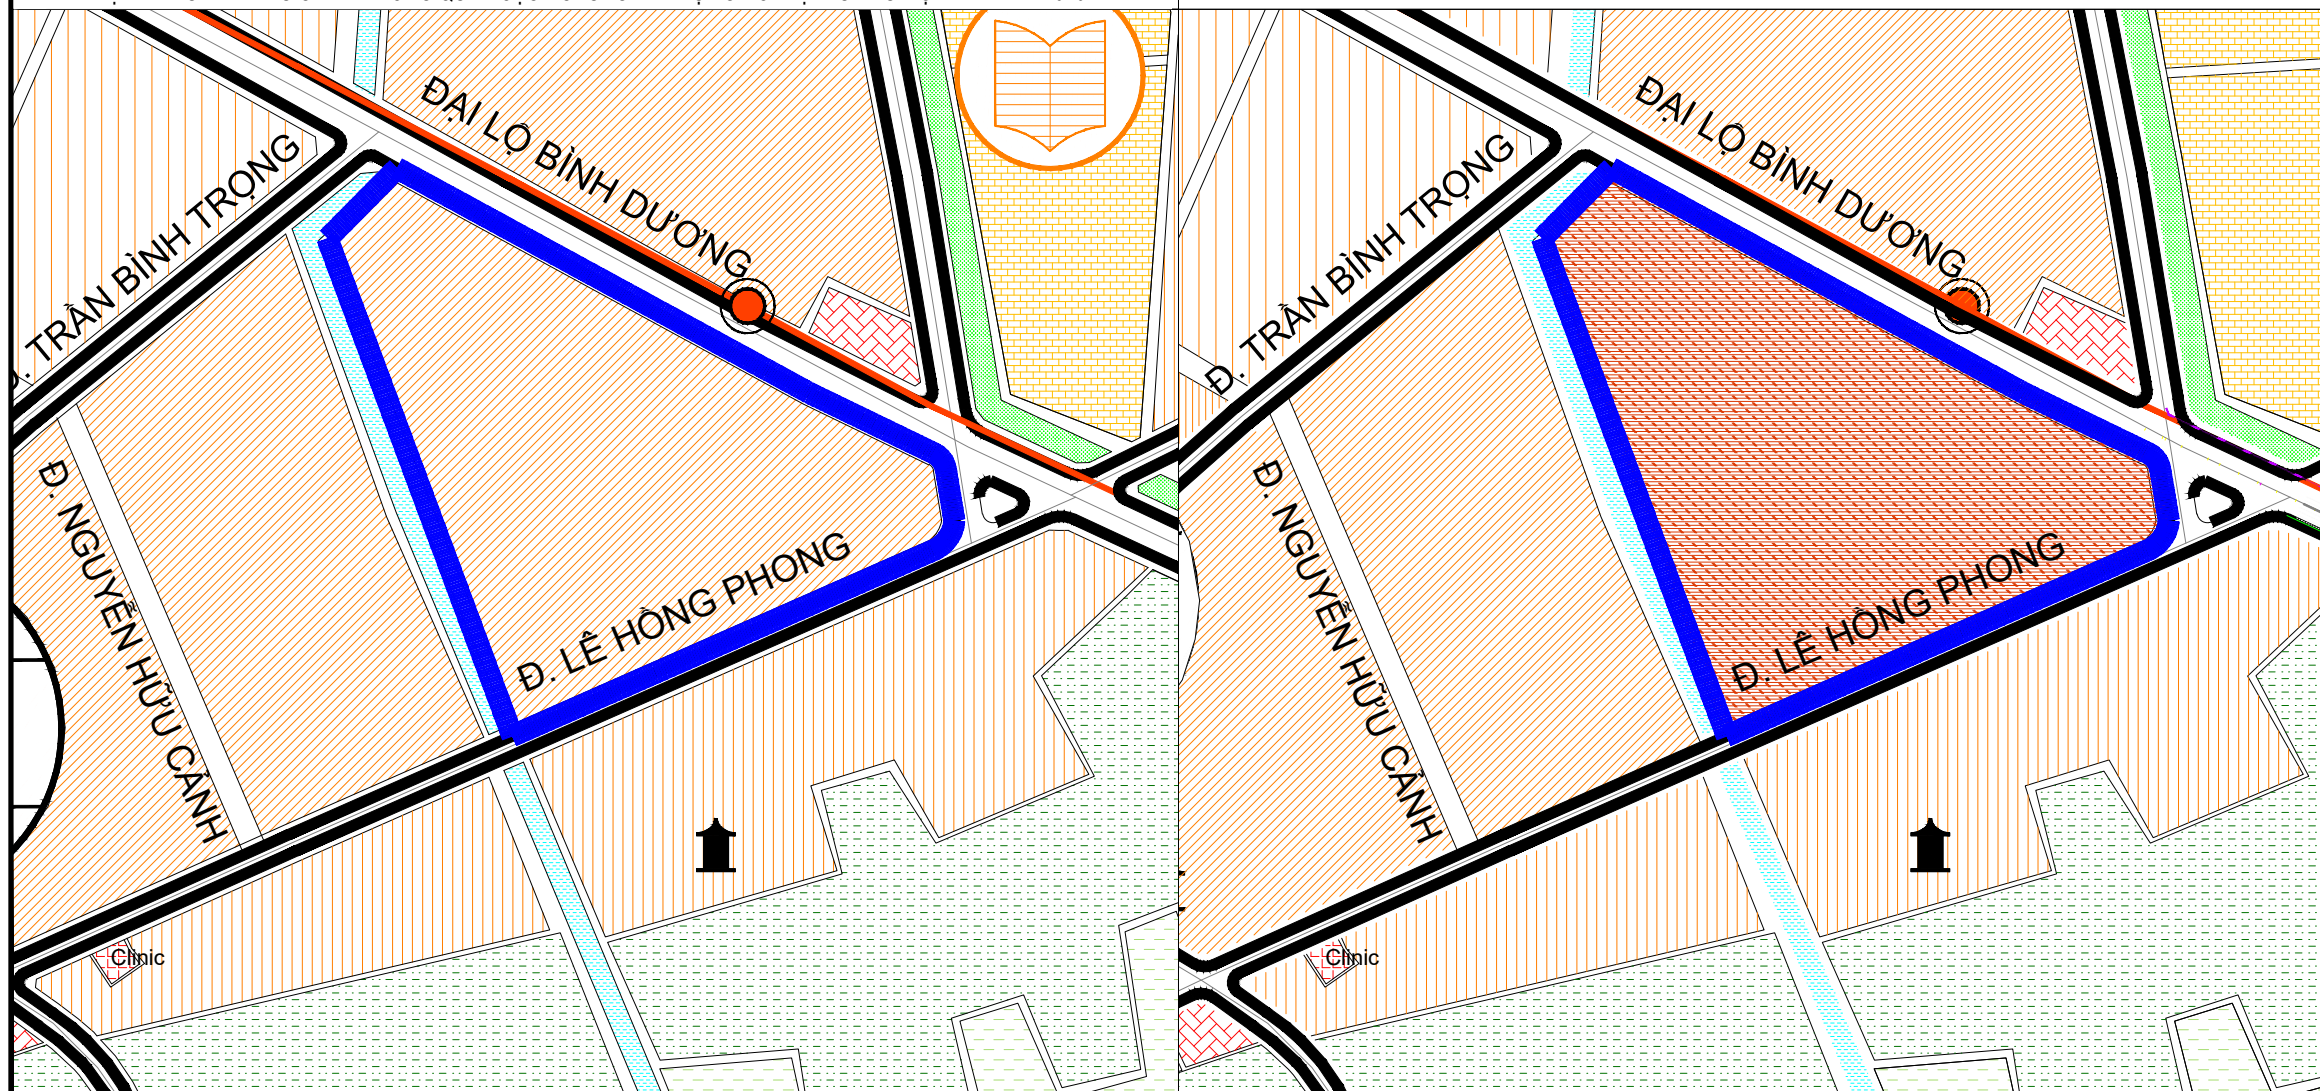 ĐẠI LỘ BÌNH DƯƠNG
Đ. TRẦN BÌNH TRỌNG
Đ. NGUYỄN HỮU CẢNH
Đ. LÊ HỒNG PHONG
Clinic
ĐẠI LỘ BÌNH DƯƠNG
Đ. TRẦN BÌNH TRỌNG
Đ. NGUYỄN HỮU CẢNH
Đ. LÊ HỒNG PHONG
Clinic